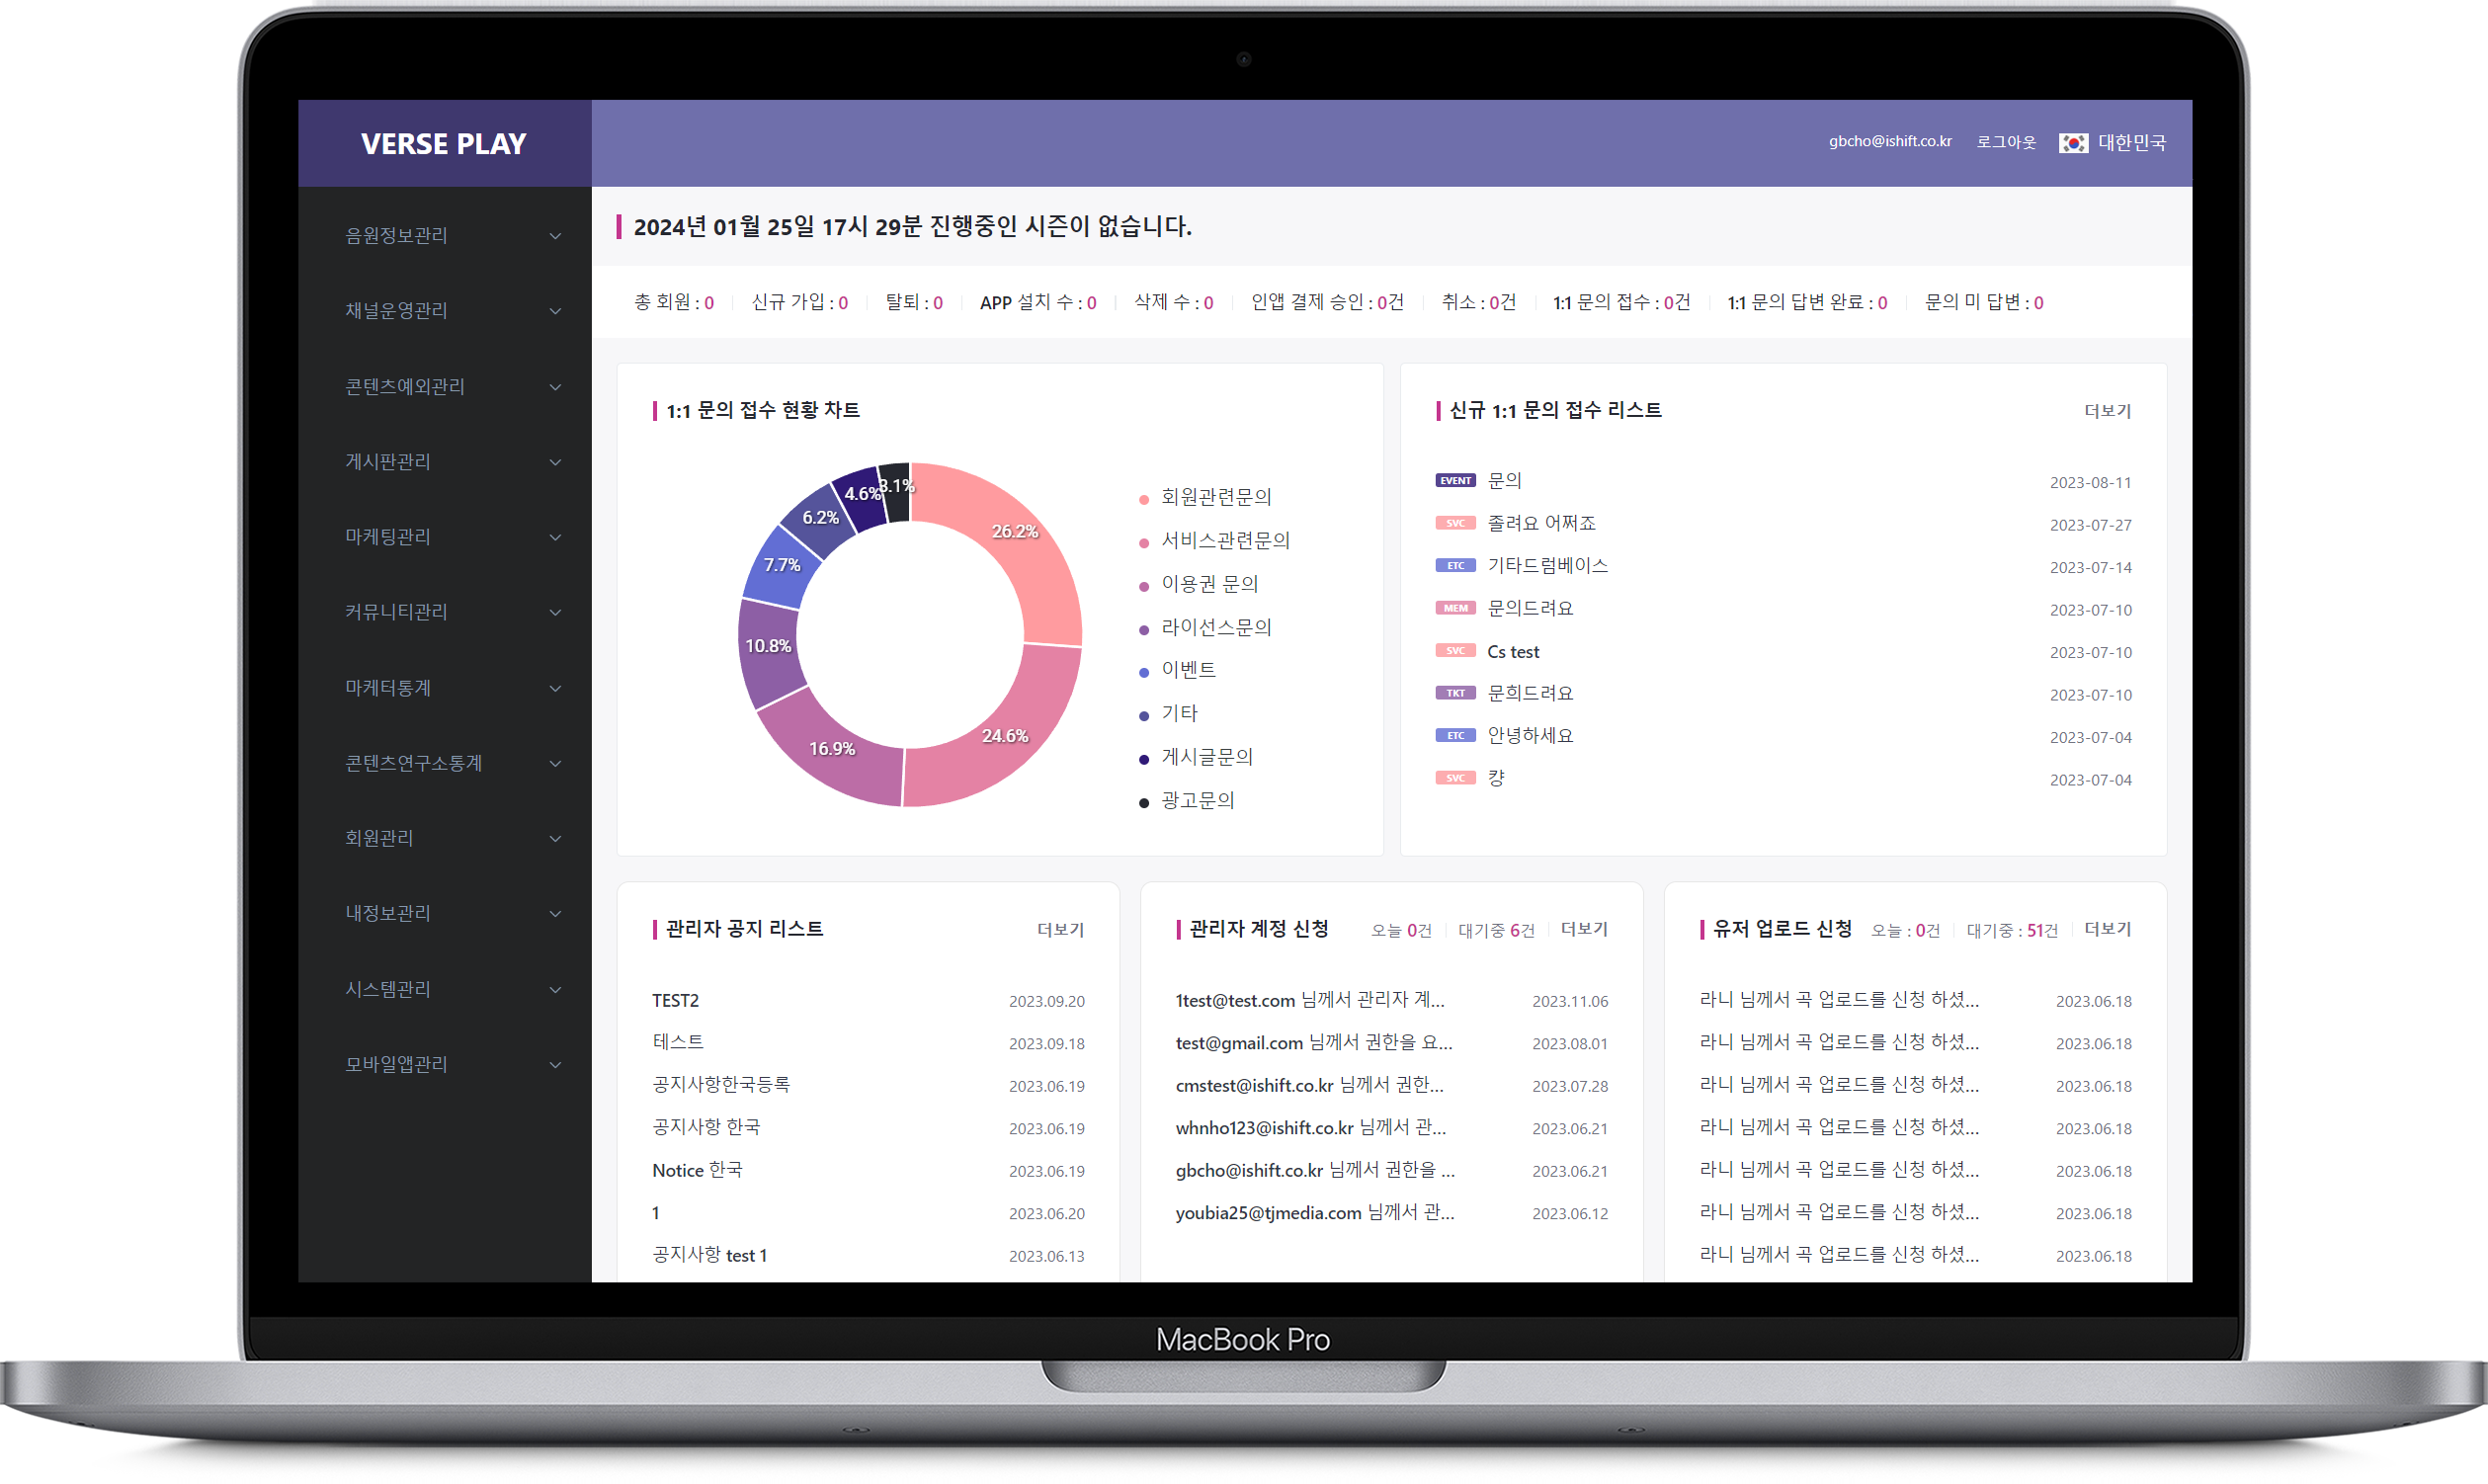 VERSE PLAY
gbcho@ishift.co.kr 로그아웃 대한민국
음원정보관리
채널운영관리
콘텐츠예외관리
게시판관리
마케팅관리
커뮤니티관리
마케터통계
콘텐츠연구소통계
회원관리
내정보관리
시스템관리
모바일앱관리
2024년 01월 25일 17시 29분 진행중인 시즌이 없습니다.
총 회원 : 0 신규 가입 : 0 탈퇴 : 0 APP 설치 수 : 0 삭제 수 : 0 인앱 결제 승인 : 0건 취소 : 0건 1:1 문의 접수 : 0건 1:1 문의 답변 완료 : 0 문의 미 답변 : 0
1:1 문의 접수 현황 차트
26.2%
24.6%
16.9%
10.8%
7.7%
6.2%
4.6%
3.1%
회원관련문의
서비스관련문의
이용권 문의
라이선스문의
이벤트
기타
게시글문의
광고문의
신규 1:1 문의 접수 리스트 더보기
EVENT 문의 2023-08-11
SVC 졸려요 어쩌죠 2023-07-27
ETC 기타드럼베이스 2023-07-14
MEM 문의드려요 2023-07-10
SVC Cs test 2023-07-10
TKT 문희드려요 2023-07-10
ETC 안녕하세요 2023-07-04
SVC 컁 2023-07-04
관리자 공지 리스트 더보기
TEST2 2023.09.20
테스트 2023.09.18
공지사항한국등록 2023.06.19
공지사항 한국 2023.06.19
Notice 한국 2023.06.19
1 2023.06.20
공지사항 test 1 2023.06.13
관리자 계정 신청 오늘 0건 대기중 6건 더보기
1test@test.com 님께서 관리자 계... 2023.11.06
test@gmail.com 님께서 권한을 요... 2023.08.01
cmstest@ishift.co.kr 님께서 권한... 2023.07.28
whnho123@ishift.co.kr 님께서 관... 2023.06.21
gbcho@ishift.co.kr 님께서 권한을 ... 2023.06.21
youbia25@tjmedia.com 님께서 관... 2023.06.12
유저 업로드 신청 오늘 : 0건 대기중 : 51건 더보기
라니 님께서 곡 업로드를 신청 하셨... 2023.06.18
라니 님께서 곡 업로드를 신청 하셨... 2023.06.18
라니 님께서 곡 업로드를 신청 하셨... 2023.06.18
라니 님께서 곡 업로드를 신청 하셨... 2023.06.18
라니 님께서 곡 업로드를 신청 하셨... 2023.06.18
라니 님께서 곡 업로드를 신청 하셨... 2023.06.18
라니 님께서 곡 업로드를 신청 하셨... 2023.06.18
MacBook Pro